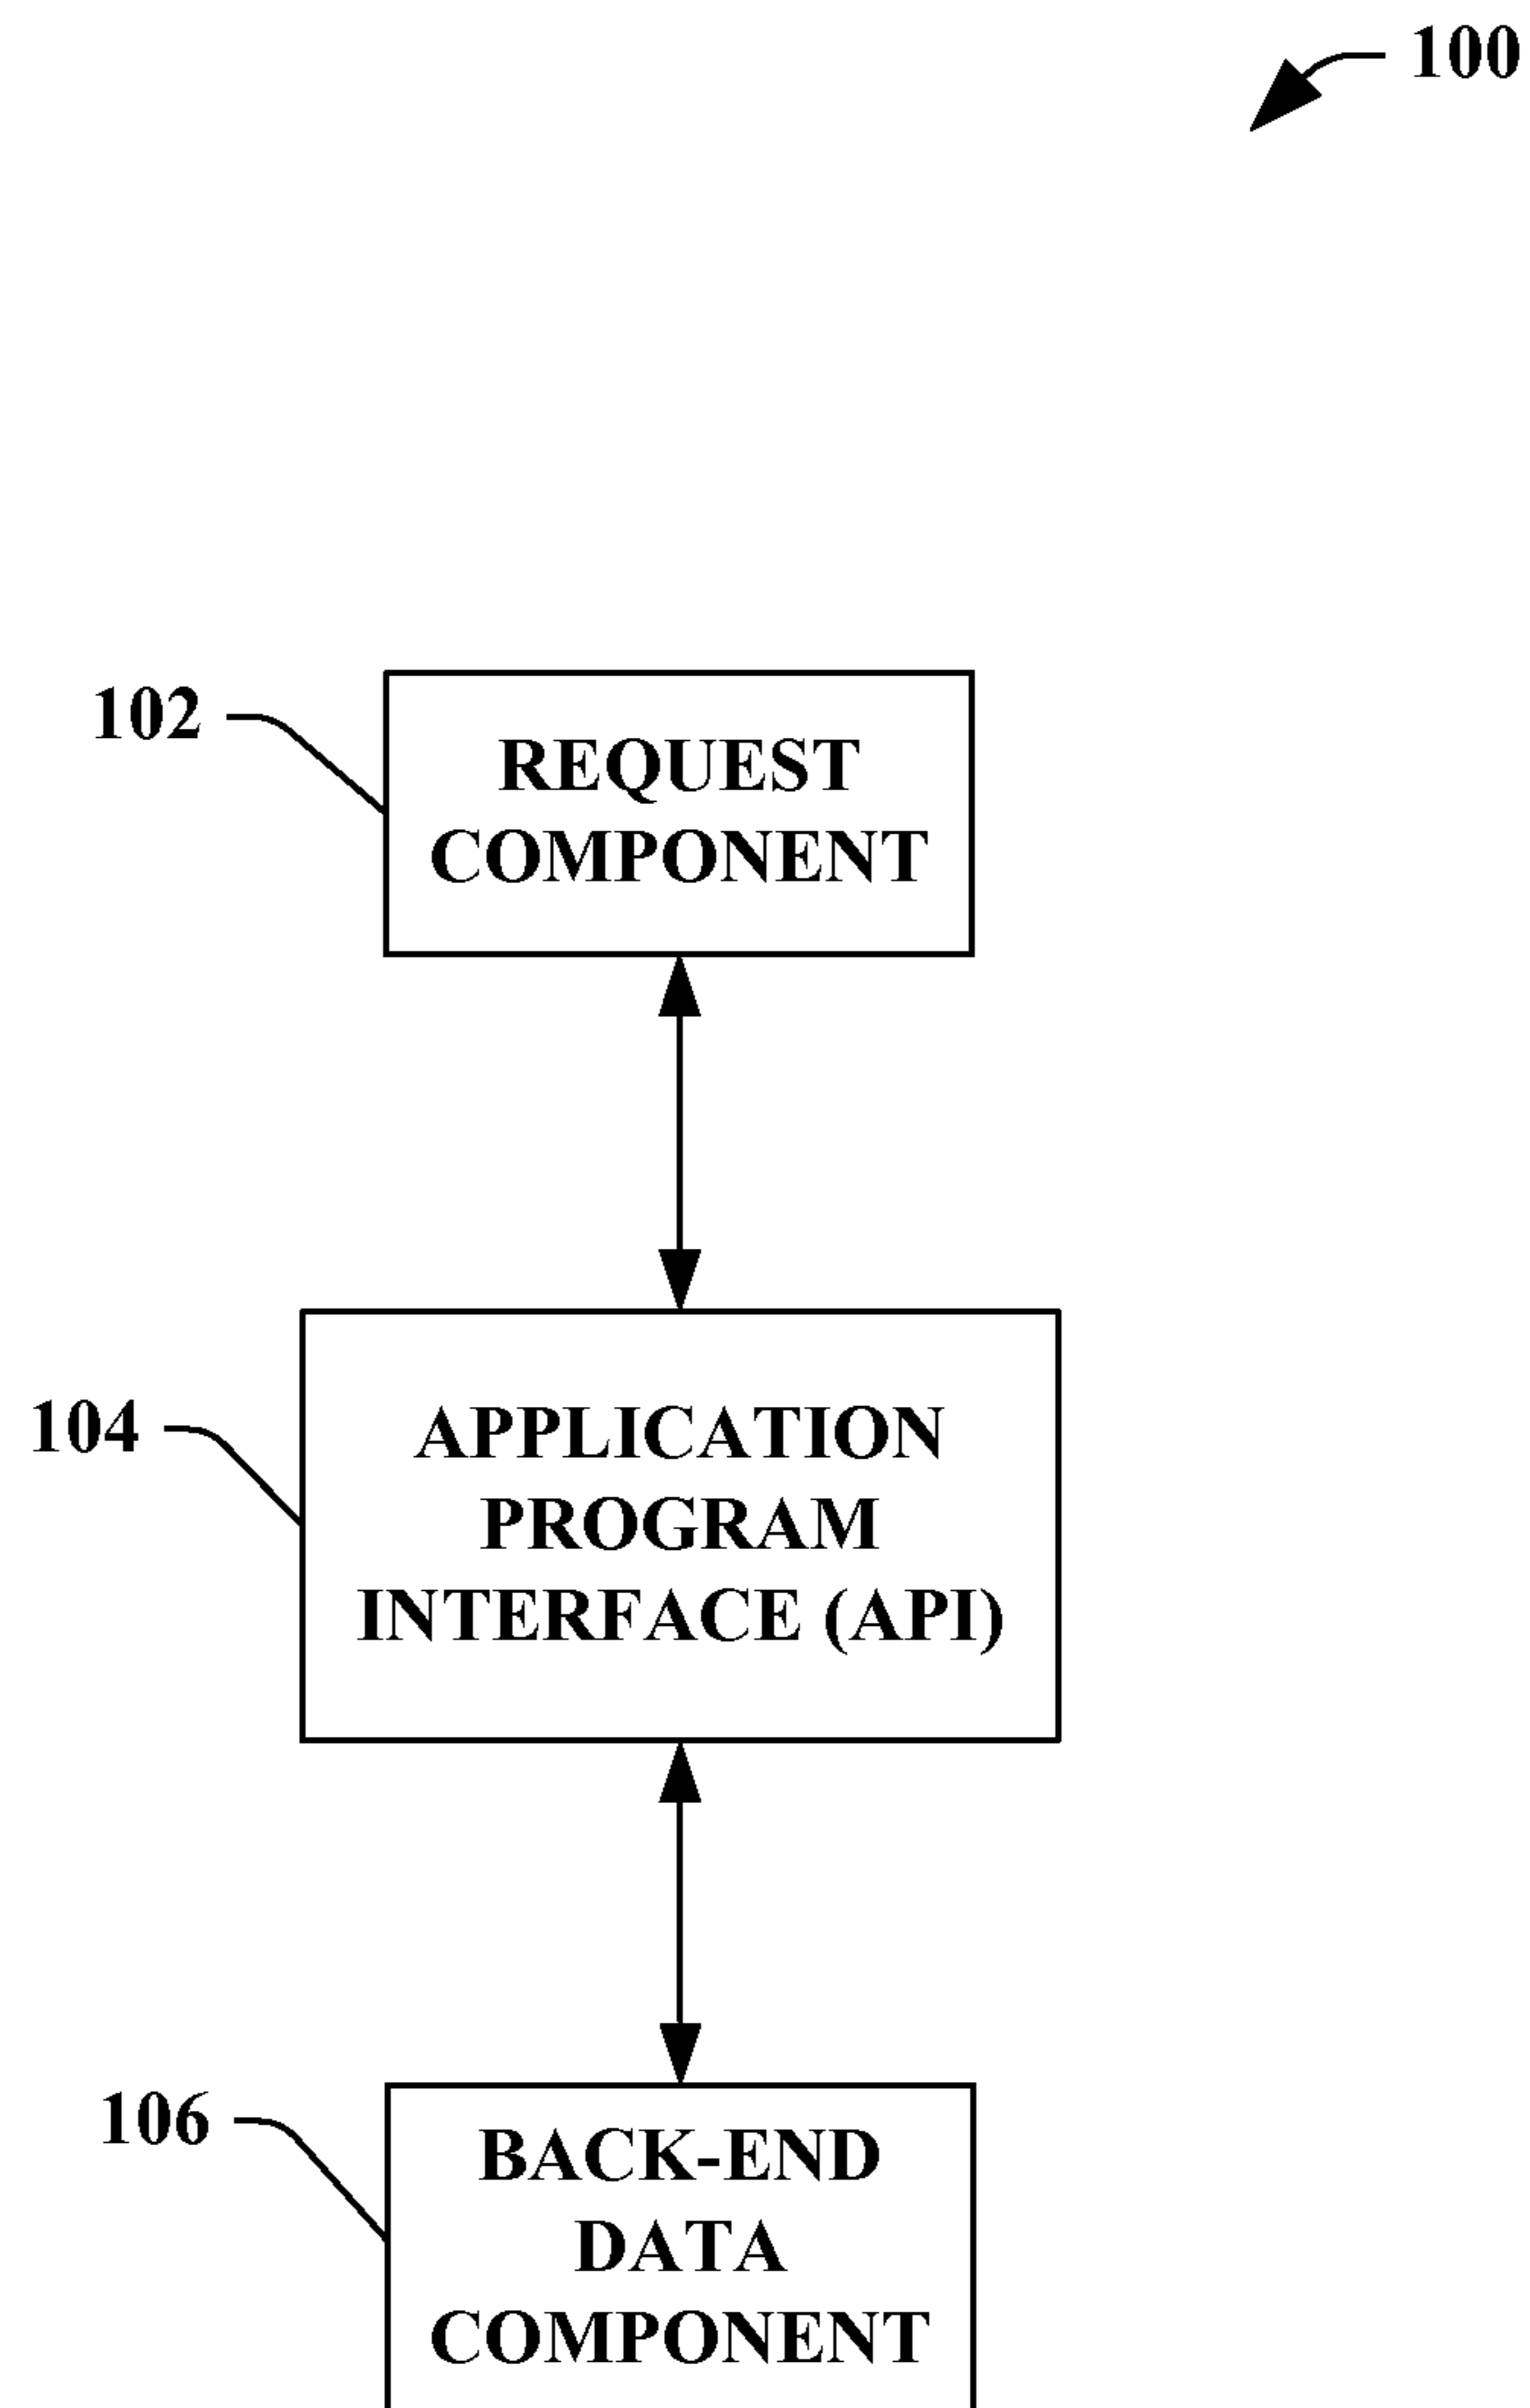 100
102
REQUEST
COMPONENT
104
APPLICATION
PROGRAM
INTERFACE (API)
106
BACK-END
DATA
COMPONENT